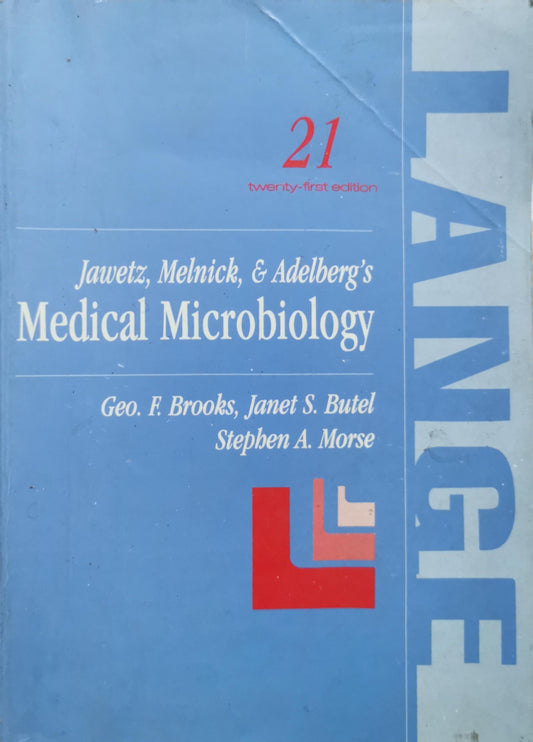 21
twenty-first edition
Jawetz, Melnick, & Adelberg's
Medical Microbiology
Geo. F. Brooks, Janet S. Butel
Stephen A. Morse
LANGE